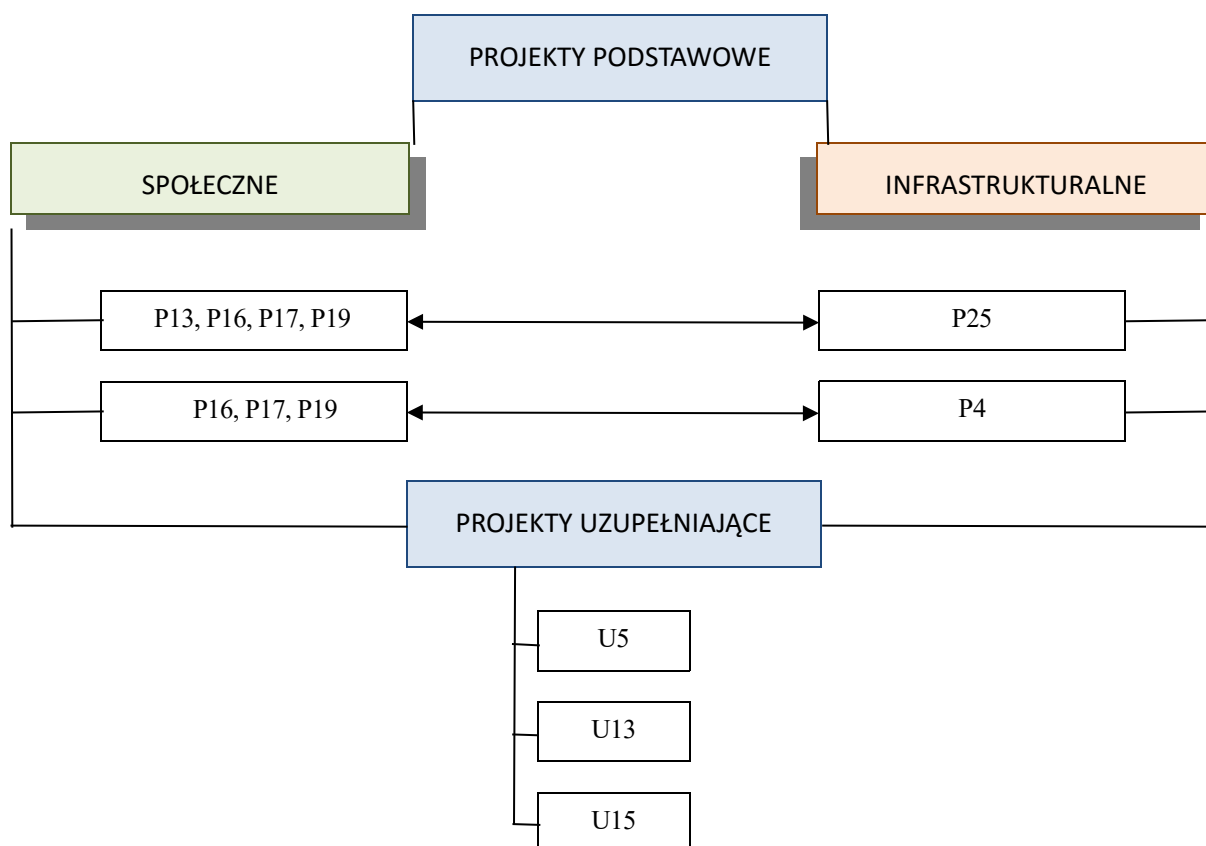 PROJEKTY PODSTAWOWE
SPOŁECZNE
INFRASTRUKTURALNE
P13, P16, P17, P19
P25
P16, P17, P19
P4
PROJEKTY UZUPEŁNIAJĄCE
U5
U13
U15